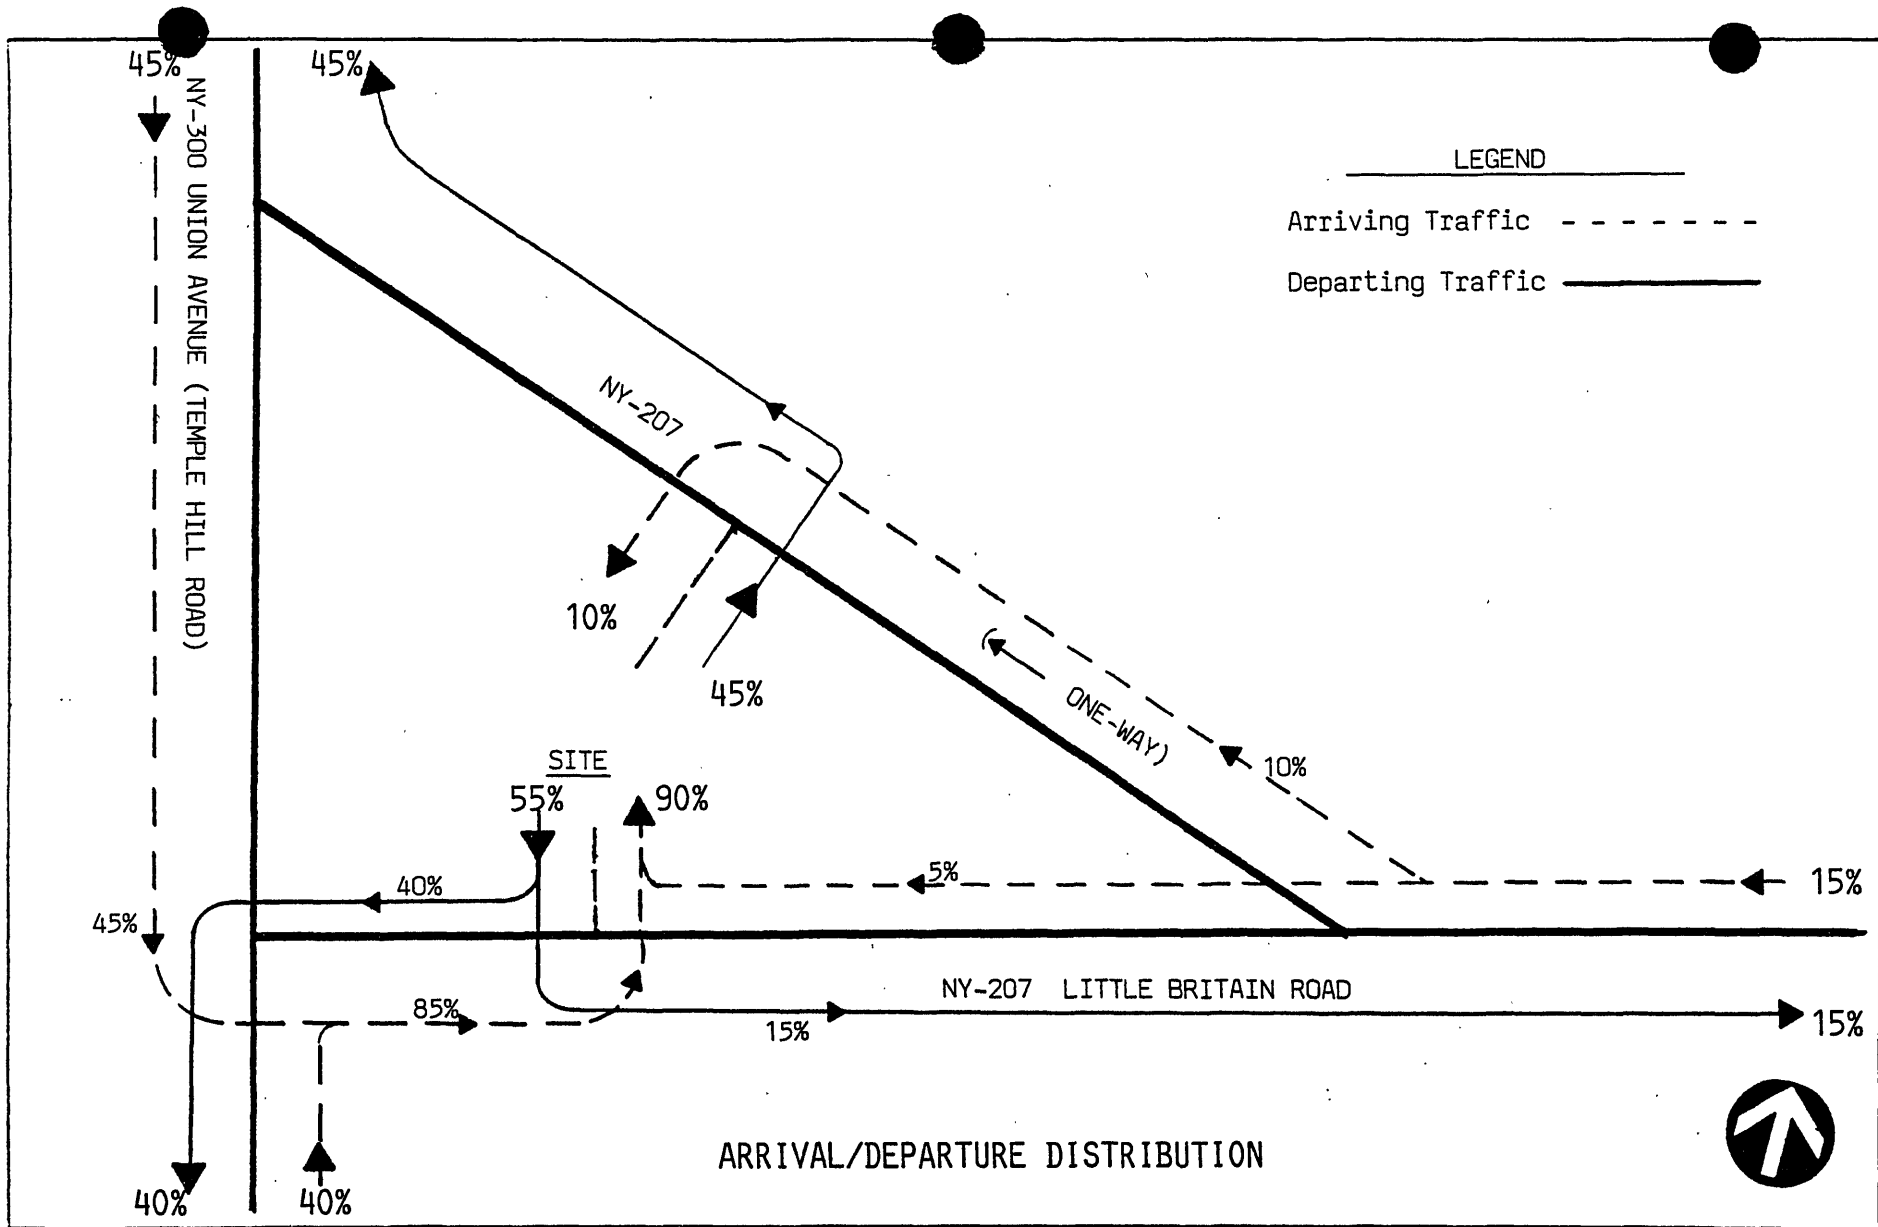 45%
45%
NY-300 UNION AVENUE (TEMPLE HILL ROAD)
LEGEND
Arriving Traffic
Departing Traffic
NY-207
10%
45%
(ONE-WAY)
10%
SITE
55%
90%
40%
5%
15%
45%
85%
NY-207 LITTLE BRITAIN ROAD
15%
15%
40%
40%
ARRIVAL/DEPARTURE DISTRIBUTION